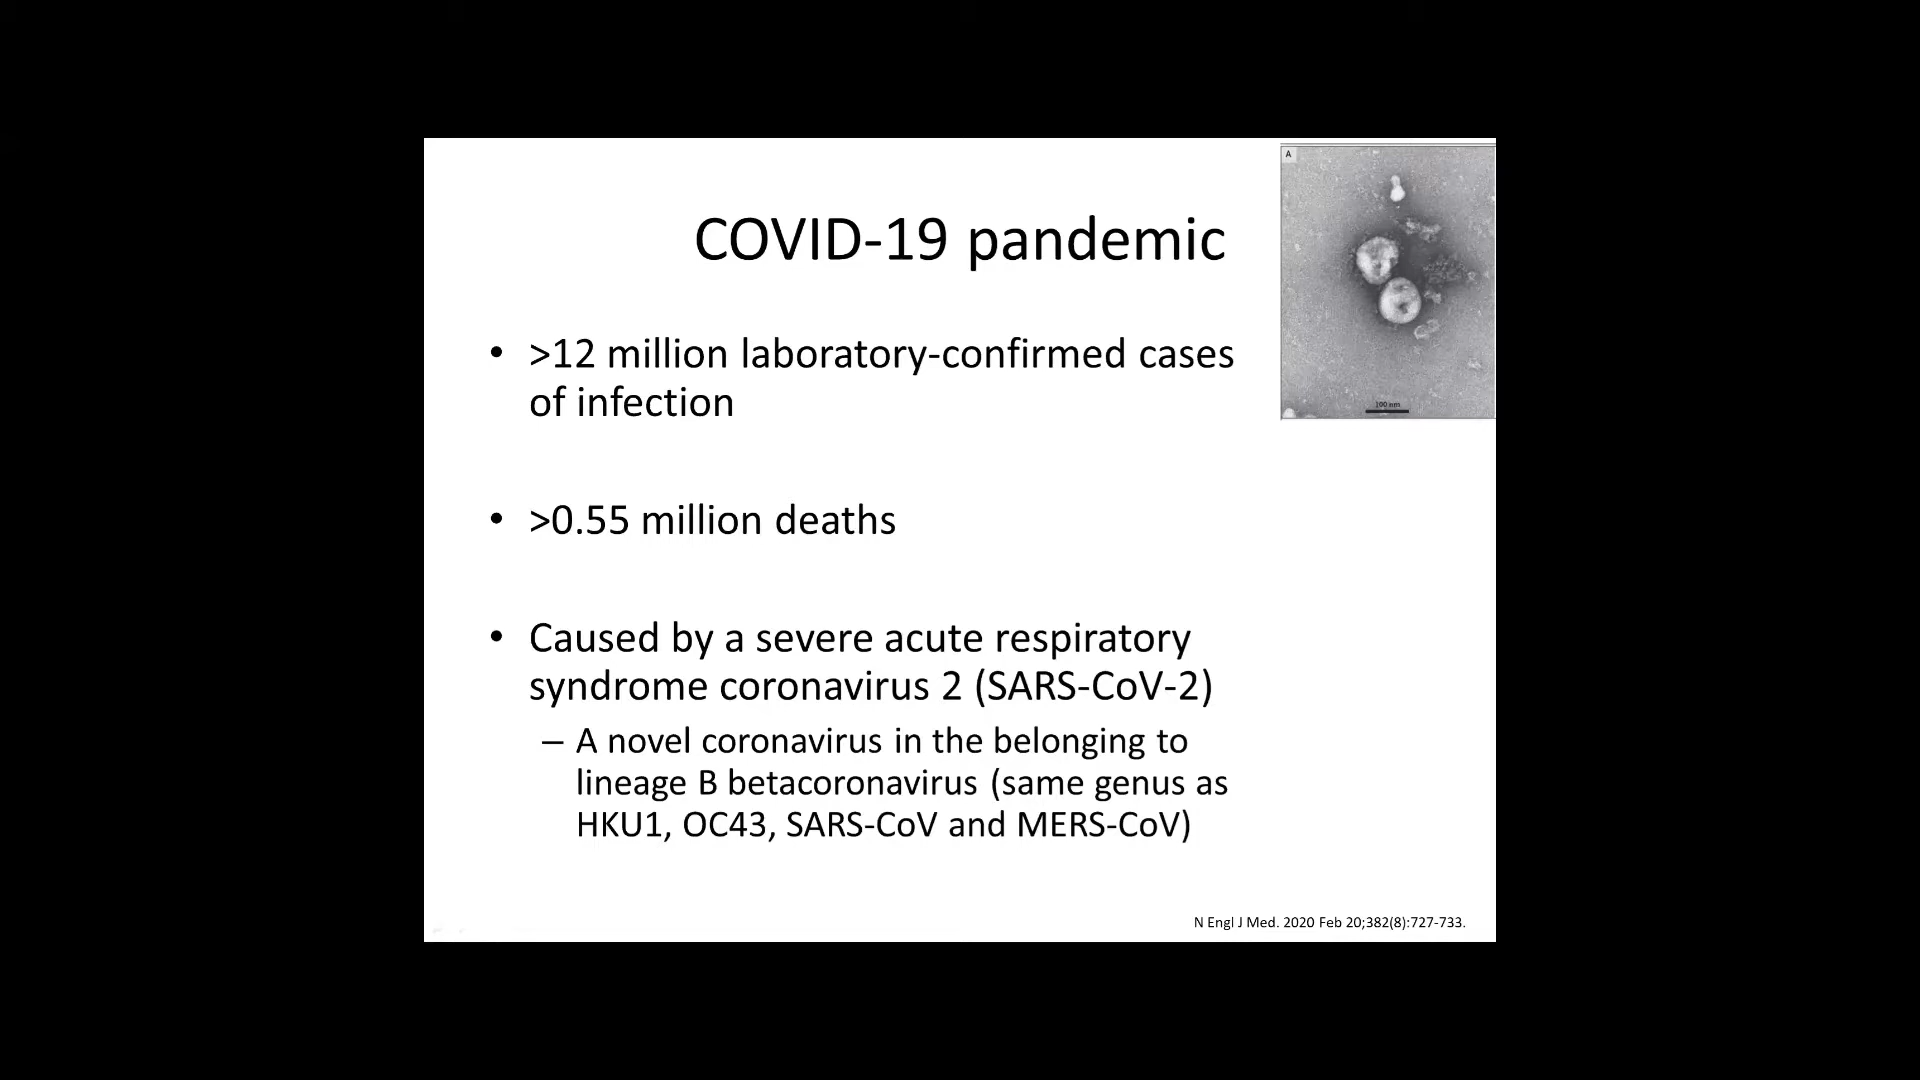 A
COVID-19 pandemic
• >12 million laboratory-confirmed cases
of infection
100 nm
• >0.55 million deaths
• Caused by a severe acute respiratory
syndrome coronavirus 2 (SARS-CoV-2)
– A novel coronavirus in the belonging to
lineage B betacoronavirus (same genus as
HKU1, OC43, SARS-CoV and MERS-CoV)
N Engl J Med. 2020 Feb 20;382(8):727-733.